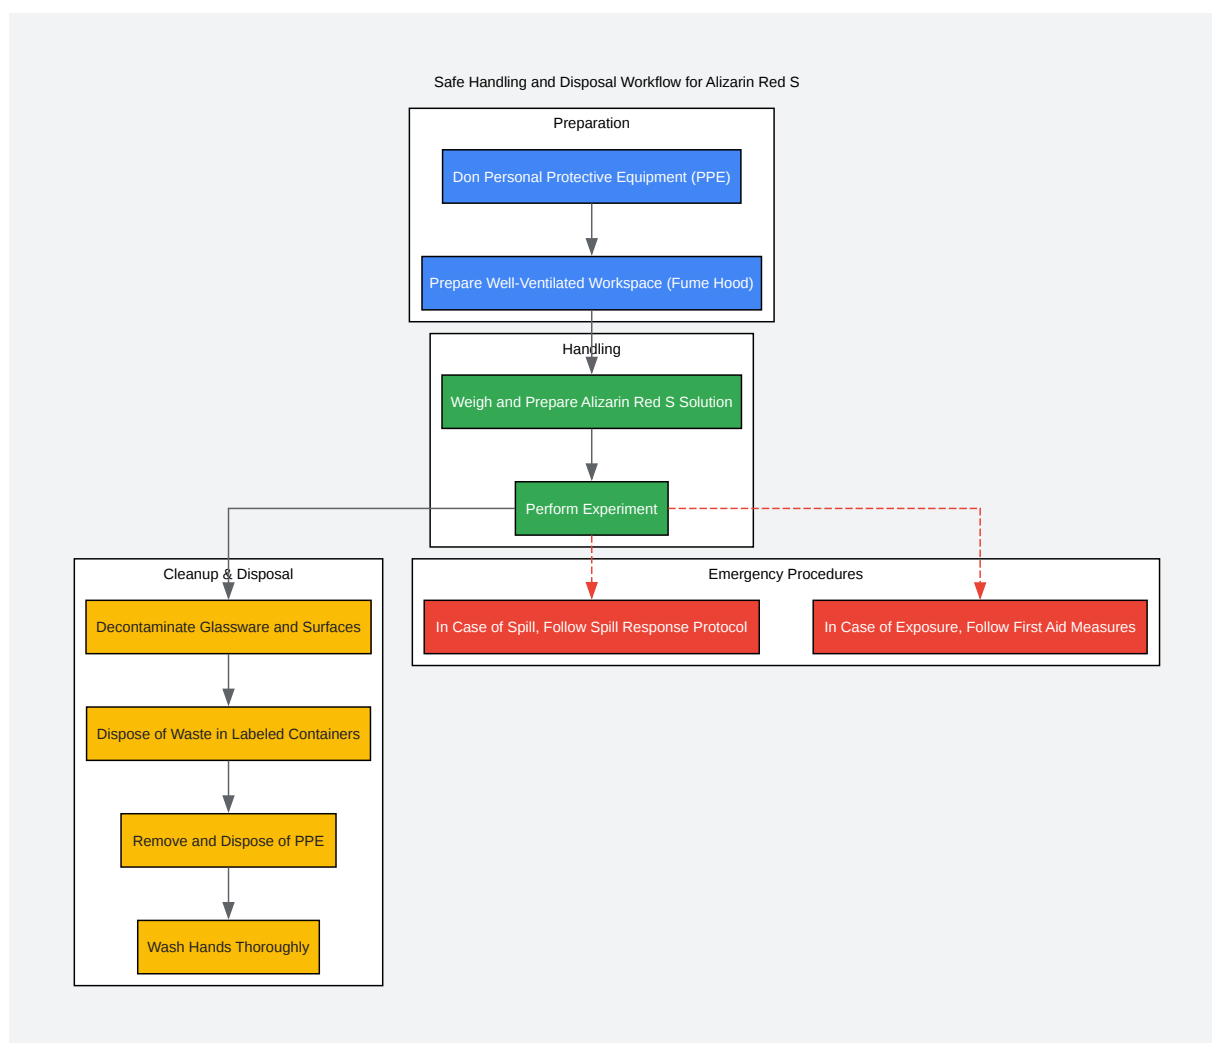 Safe Handling and Disposal Workflow for Alizarin Red S
Preparation
Don Personal Protective Equipment (PPE)
Prepare Well-Ventilated Workspace (Fume Hood)
Handling
Weigh and Prepare Alizarin Red S Solution
Perform Experiment
Cleanup & Disposal
Decontaminate Glassware and Surfaces
Dispose of Waste in Labeled Containers
Remove and Dispose of PPE
Wash Hands Thoroughly
Emergency Procedures
In Case of Spill, Follow Spill Response Protocol
In Case of Exposure, Follow First Aid Measures